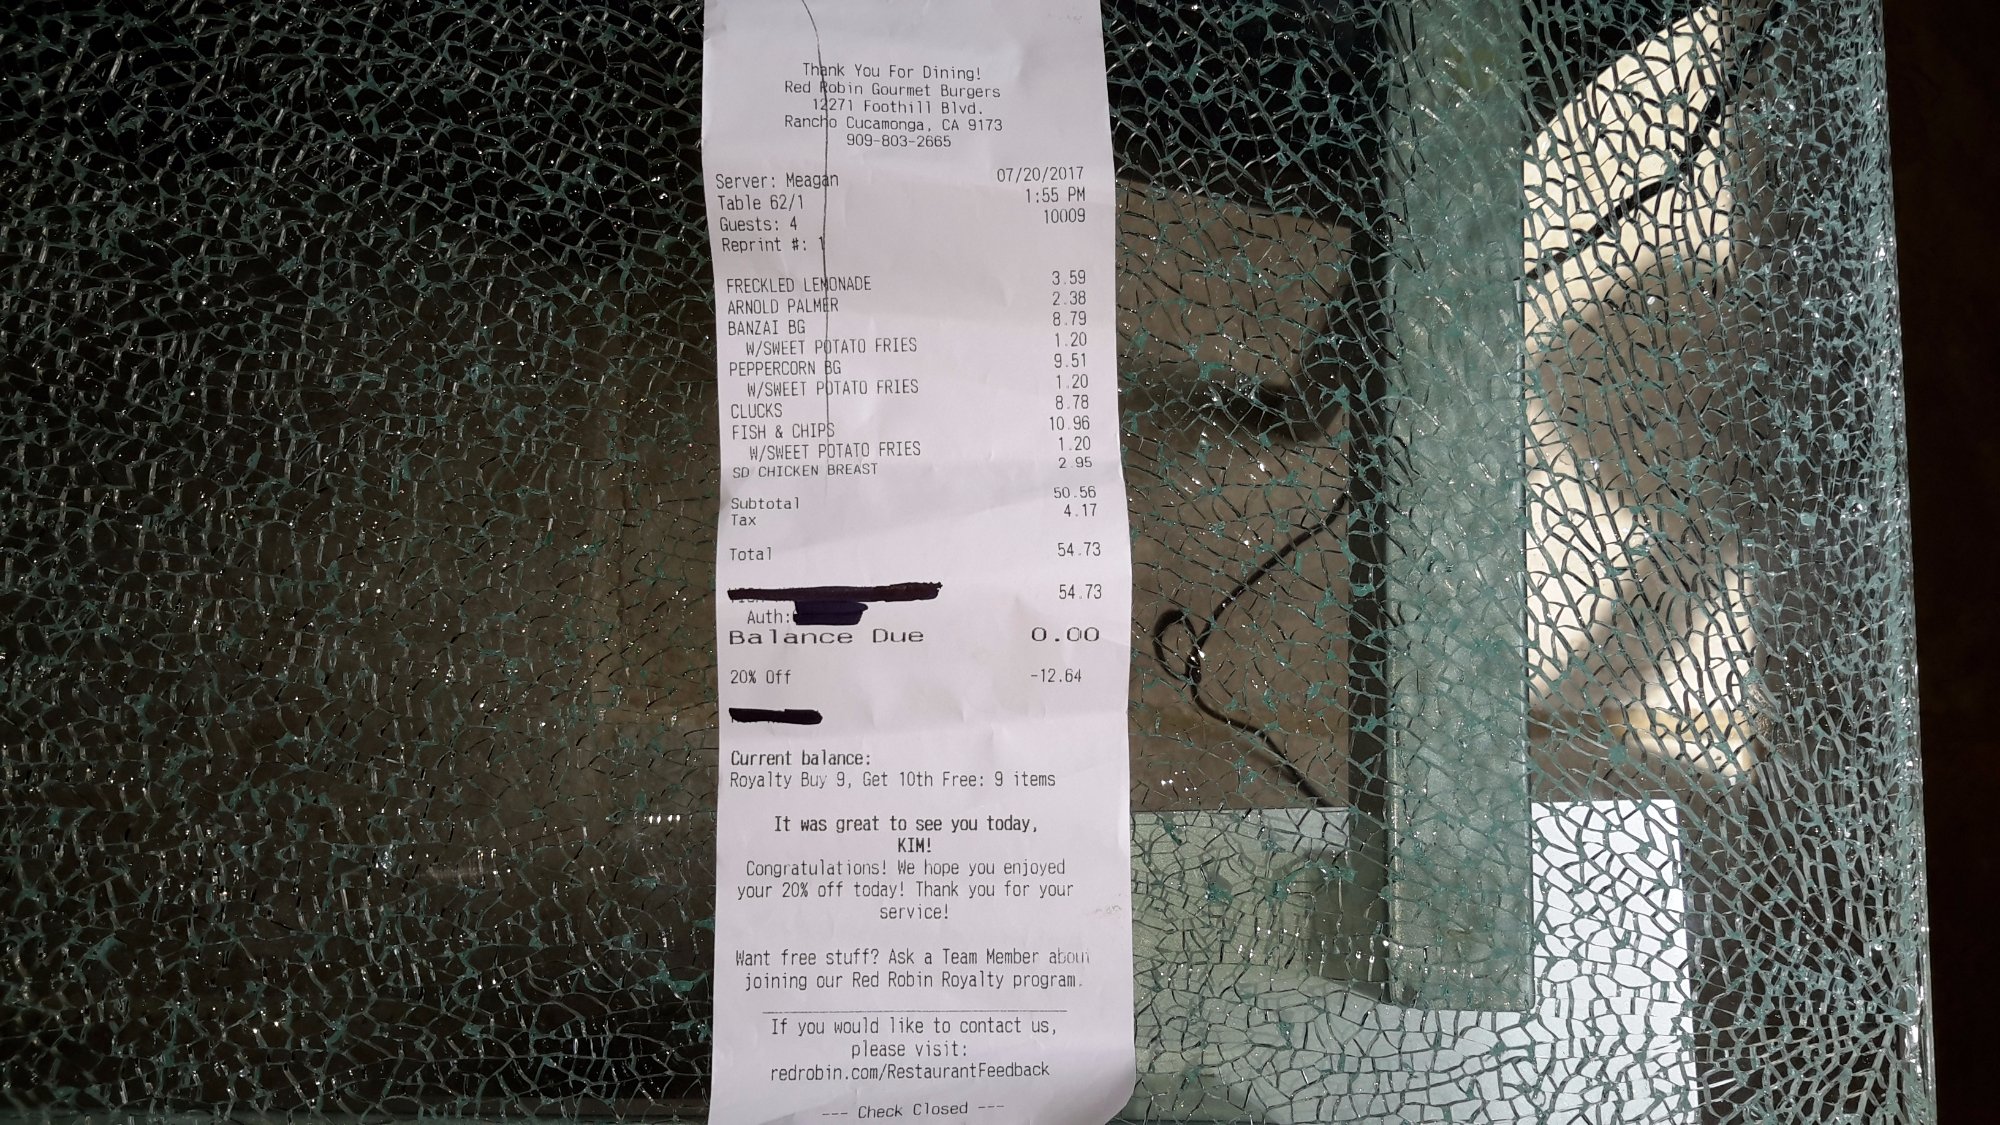 Thank You For Dining!
Red Robin Gourmet Burgers
12271 Foothill Blvd.
Rancho Cucamonga, CA 9173
909-803-2665
Server: Meagan 07/20/2017
Table 62/1 1:55 PM
Guests: 4 10009
Reprint #: 1
FRECKLED LEMONADE 3.59
ARNOLD PALMER 2.38
BANZAI BG 8.79
W/SWEET POTATO FRIES 1.20
PEPPERCORN BG 9.51
W/SWEET POTATO FRIES 1.20
CLUCKS 8.78
FISH & CHIPS 10.96
W/SWEET POTATO FRIES 1.20
SD CHICKEN BREAST 2.95
Subtotal 50.56
Tax 4.17
Total 54.73
54.73
Auth:
Balance Due 0.00
20% Off -12.64
Current balance:
Royalty Buy 9, Get 10th Free: 9 items
It was great to see you today,
KIM!
Congratulations! We hope you enjoyed
your 20% off today! Thank you for your
service!
Want free stuff? Ask a Team Member about
joining our Red Robin Royalty program.
If you would like to contact us,
please visit:
redrobin.com/RestaurantFeedback
--- Check Closed ---